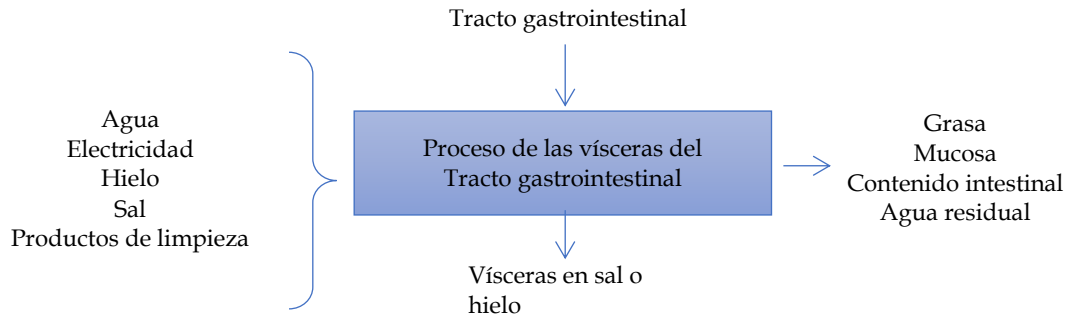 Tracto gastrointestinal
Agua
Electricidad
Hielo
Sal
Productos de limpieza
Proceso de las vísceras del
Tracto gastrointestinal
Grasa
Mucosa
Contenido intestinal
Agua residual
Vísceras en sal o
hielo